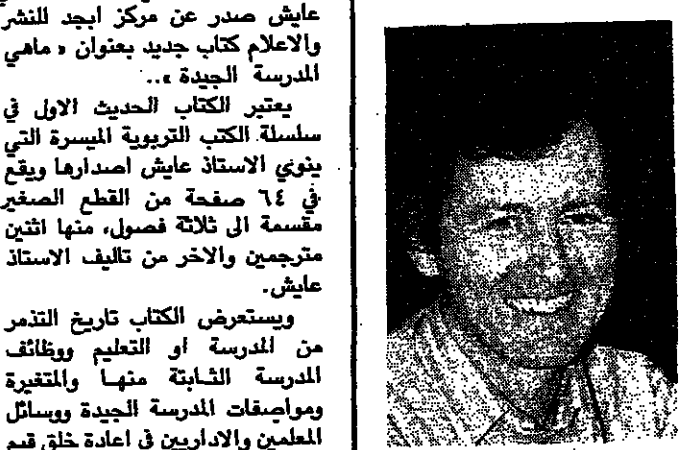 عايش صدر عن مركز ابجد للنشر
والاعلام كتاب جديد بعنوان « ماهي
المدرسة الجيدة »..
يعتبر الكتاب الحديث الاول في
سلسلة الكتب التربوية الميسرة التي
ينوي الاستاذ عايش اصدارها ويقع
في ٦٤ صفحة من القطع الصغير
مقسمة الى ثلاثة فصول، منها اثنين
مترجمين والاخر من تاليف الاستاذ
عايش.
ويستعرض الكتاب تاريخ التذمر
من المدرسة او التعليم ووظائف
المدرسة الثابتة منها والمتغيرة
ومواصفات المدرسة الجيدة ووسائل
المعلمين والاداريين في اعادة خلق قيم